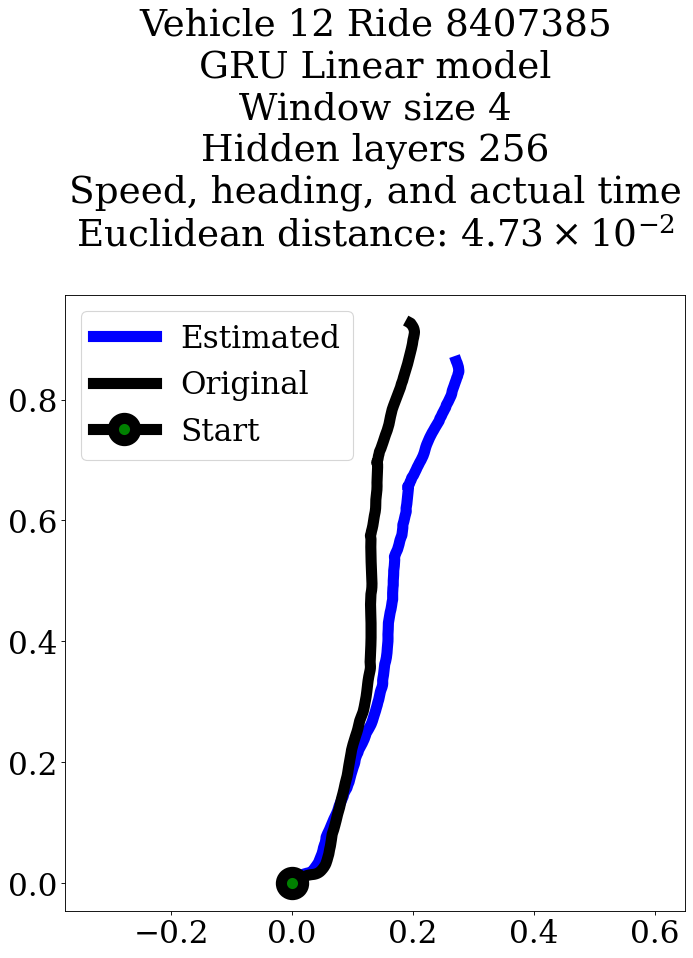 Vehicle 12 Ride 8407385
GRU Linear model
Window size 4
Hidden layers 256
Speed, heading, and actual time
Euclidean distance: 4.73 × 10⁻²
Estimated
Original
Start
0.8
0.6
0.4
0.2
0.0
−0.2 0.0 0.2 0.4 0.6